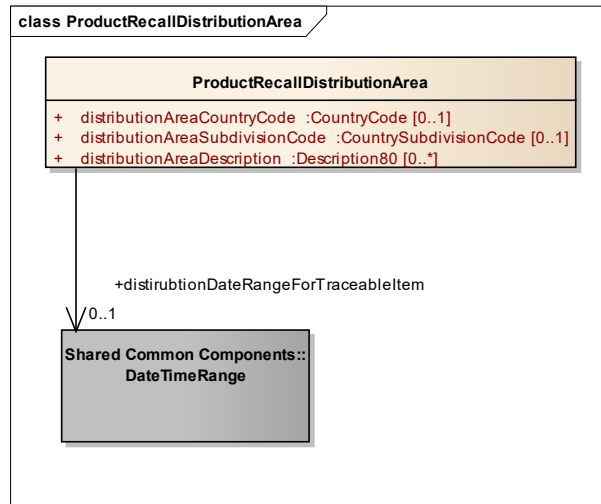 class ProductRecallDistributionArea
ProductRecallDistributionArea
+ distributionAreaCountryCode :CountryCode [0..1]
+ distributionAreaSubdivisionCode :CountrySubdivisionCode [0..1]
+ distributionAreaDescription :Description80 [0..*]
+distirubtionDateRangeForTraceableItem
0..1
Shared Common Components::
DateTimeRange